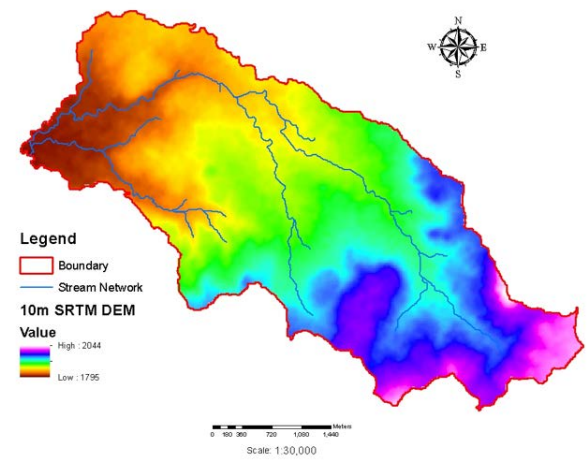 N
W E
S
Legend
Boundary
Stream Network
10m SRTM DEM
Value
High : 2044
Low : 1795
Meters
0 180 360 720 1,080 1,440
Scale: 1:30,000